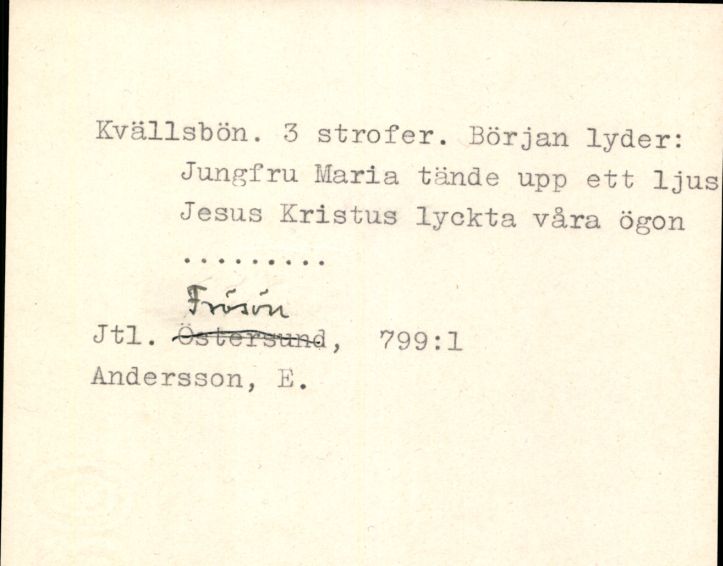 Kvällsbön. 3 strofer. Början lyder:
Jungfru Maria tände upp ett ljus
Jesus Kristus lyckta våra ögon
.........
Frösön
Jtl. Östersund, 799:1
Andersson, E.